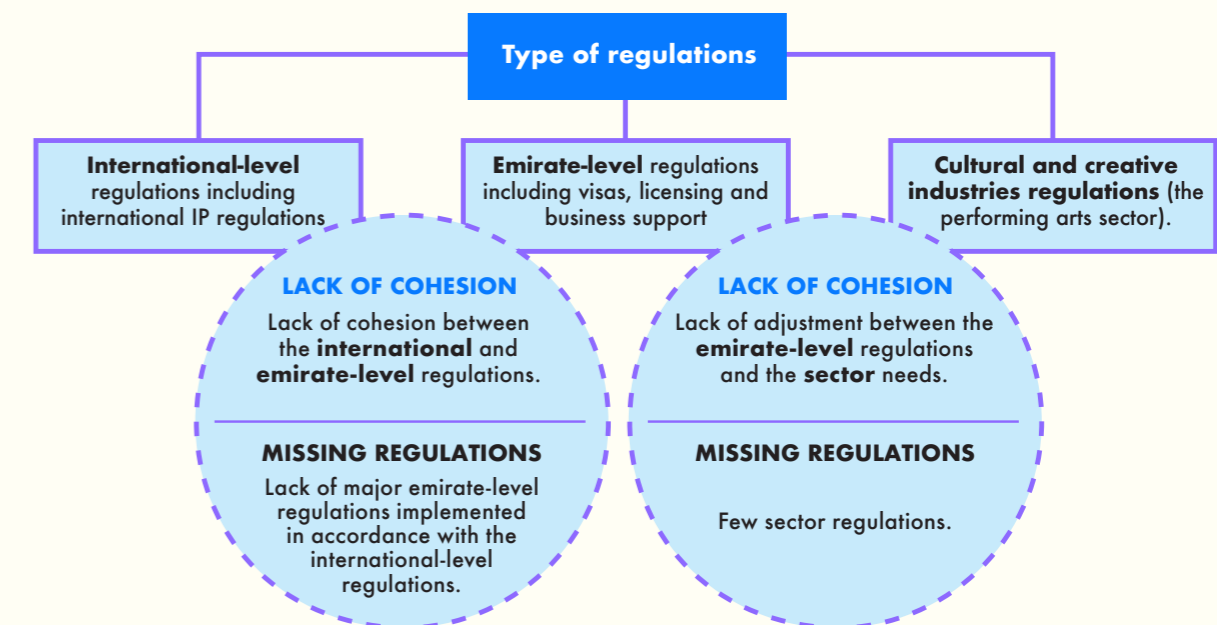 Type of regulations
International-level
regulations including
international IP regulations
Emirate-level regulations
including visas, licensing and
business support
Cultural and creative
industries regulations (the
performing arts sector).
LACK OF COHESION
Lack of cohesion between
the international and
emirate-level regulations.
MISSING REGULATIONS
Lack of major emirate-level
regulations implemented
in accordance with the
international-level
regulations.
LACK OF COHESION
Lack of adjustment between the
emirate-level regulations
and the sector needs.
MISSING REGULATIONS
Few sector regulations.